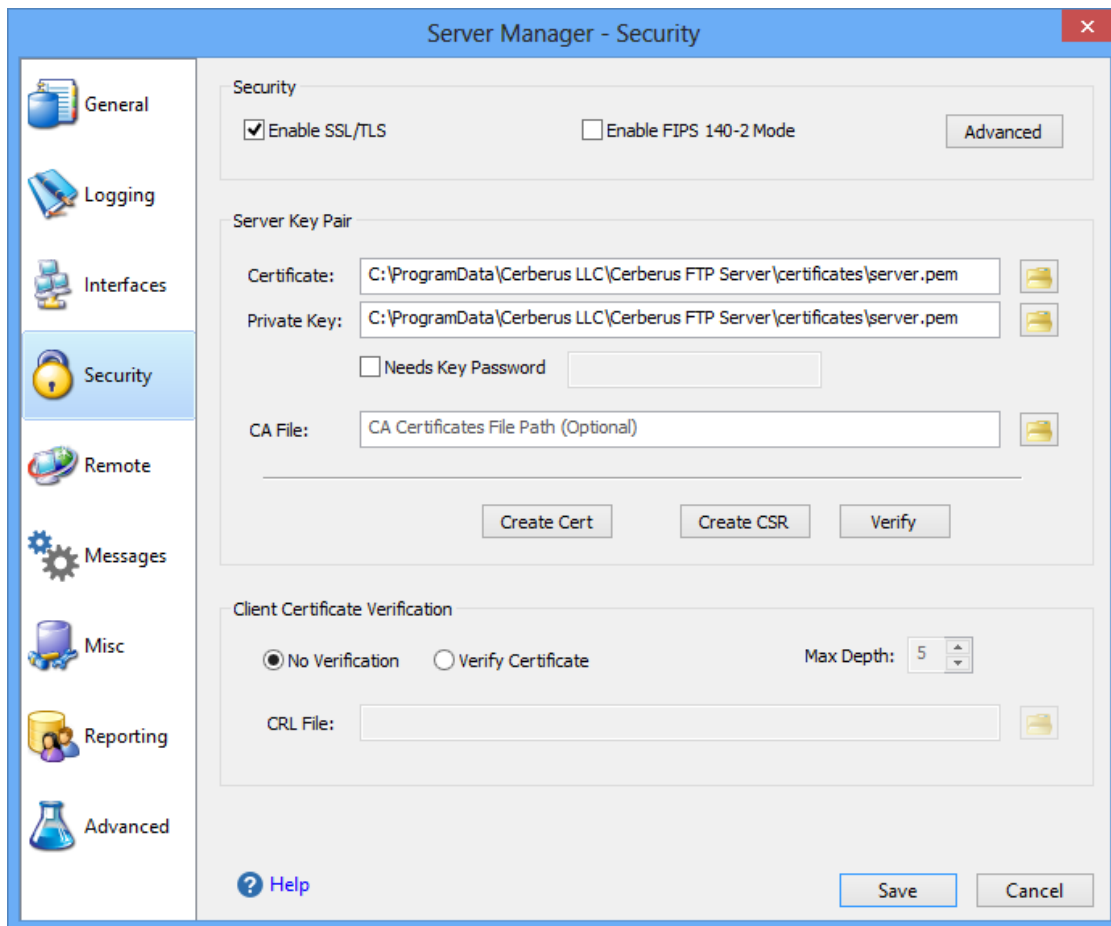 Server Manager - Security
General
Logging
Interfaces
Security
Remote
Messages
Misc
Reporting
Advanced
Security
Enable SSL/TLS
Enable FIPS 140-2 Mode
Advanced
Server Key Pair
Certificate: C:\ProgramData\Cerberus LLC\Cerberus FTP Server\certificates\server.pem
Private Key: C:\ProgramData\Cerberus LLC\Cerberus FTP Server\certificates\server.pem
Needs Key Password
CA File: CA Certificates File Path (Optional)
Create Cert
Create CSR
Verify
Client Certificate Verification
No Verification
Verify Certificate
Max Depth: 5
CRL File:
Help
Save
Cancel